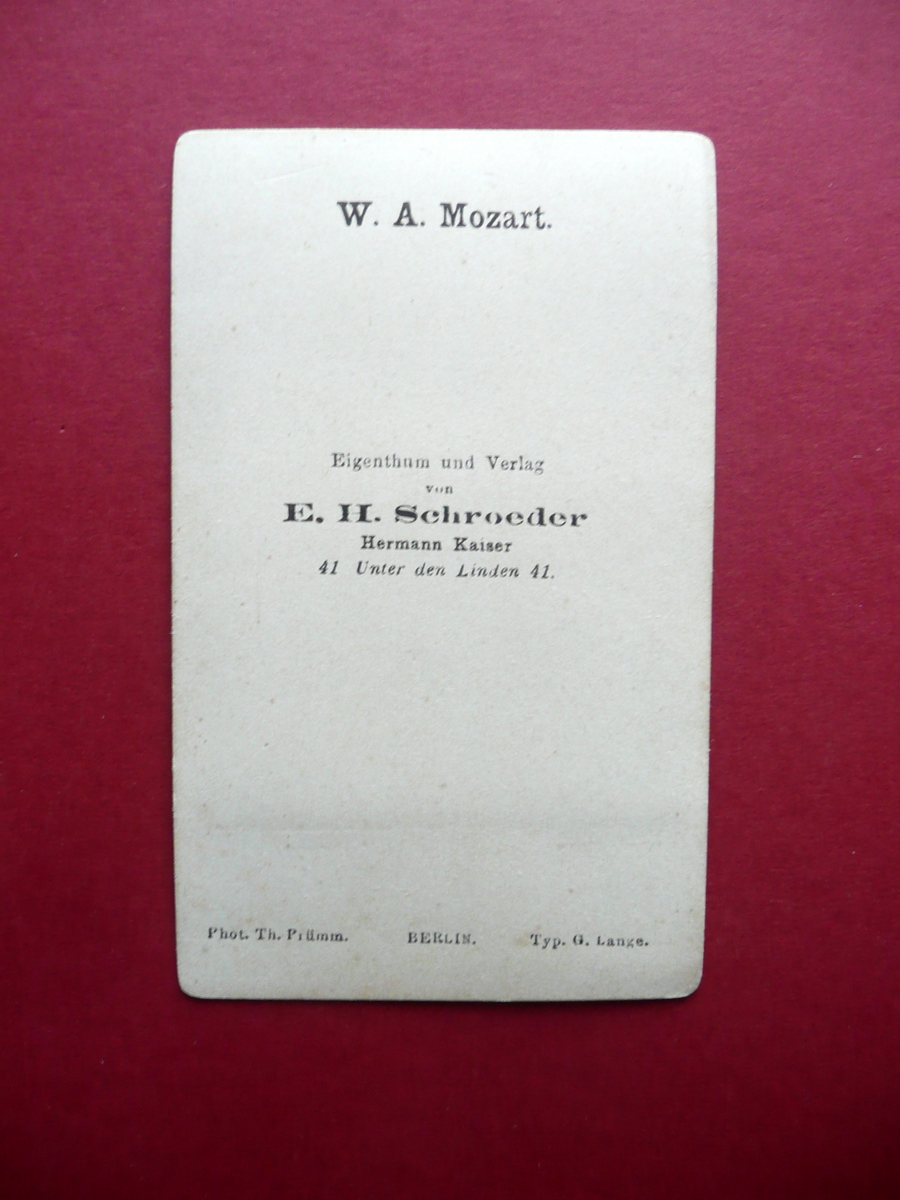 W. A. Mozart.
Eigenthum und Verlag
von
E. H. Schroeder
Hermann Kaiser
41 Unter den Linden 41.
Phot. Th. Prümm. BERLIN. Typ. G. Lange.